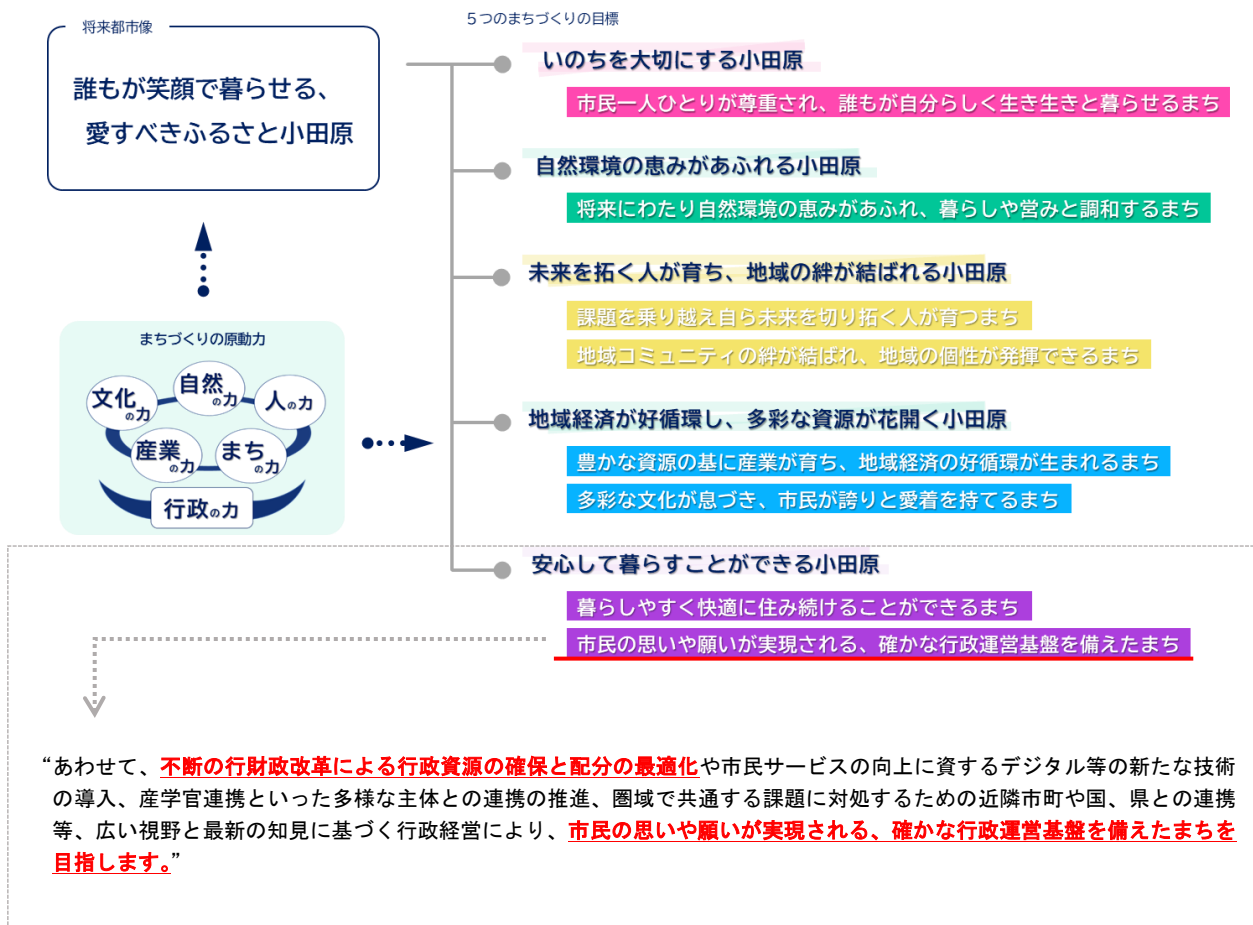 将来都市像
誰もが笑顔で暮らせる、
愛すべきふるさと小田原
まちづくりの原動力
文化の力
自然の力
人の力
産業の力
まちの力
行政の力
5つのまちづくりの目標
いのちを大切にする小田原
市民一人ひとりが尊重され、誰もが自分らしく生き生きと暮らせるまち
自然環境の恵みがあふれる小田原
将来にわたり自然環境の恵みがあふれ、暮らしや営みと調和するまち
未来を拓く人が育ち、地域の絆が結ばれる小田原
課題を乗り越え自ら未来を切り拓く人が育つまち
地域コミュニティの絆が結ばれ、地域の個性が発揮できるまち
地域経済が好循環し、多彩な資源が花開く小田原
豊かな資源の基に産業が育ち、地域経済の好循環が生まれるまち
多彩な文化が息づき、市民が誇りと愛着を持てるまち
安心して暮らすことができる小田原
暮らしやすく快適に住み続けることができるまち
市民の思いや願いが実現される、確かな行政運営基盤を備えたまち
“あわせて、不断の行財政改革による行政資源の確保と配分の最適化や市民サービスの向上に資するデジタル等の新たな技術
の導入、産学官連携といった多様な主体との連携の推進、圏域で共通する課題に対処するための近隣市町や国、県との連携
等、広い視野と最新の知見に基づく行政経営により、市民の思いや願いが実現される、確かな行政運営基盤を備えたまちを
目指します。”